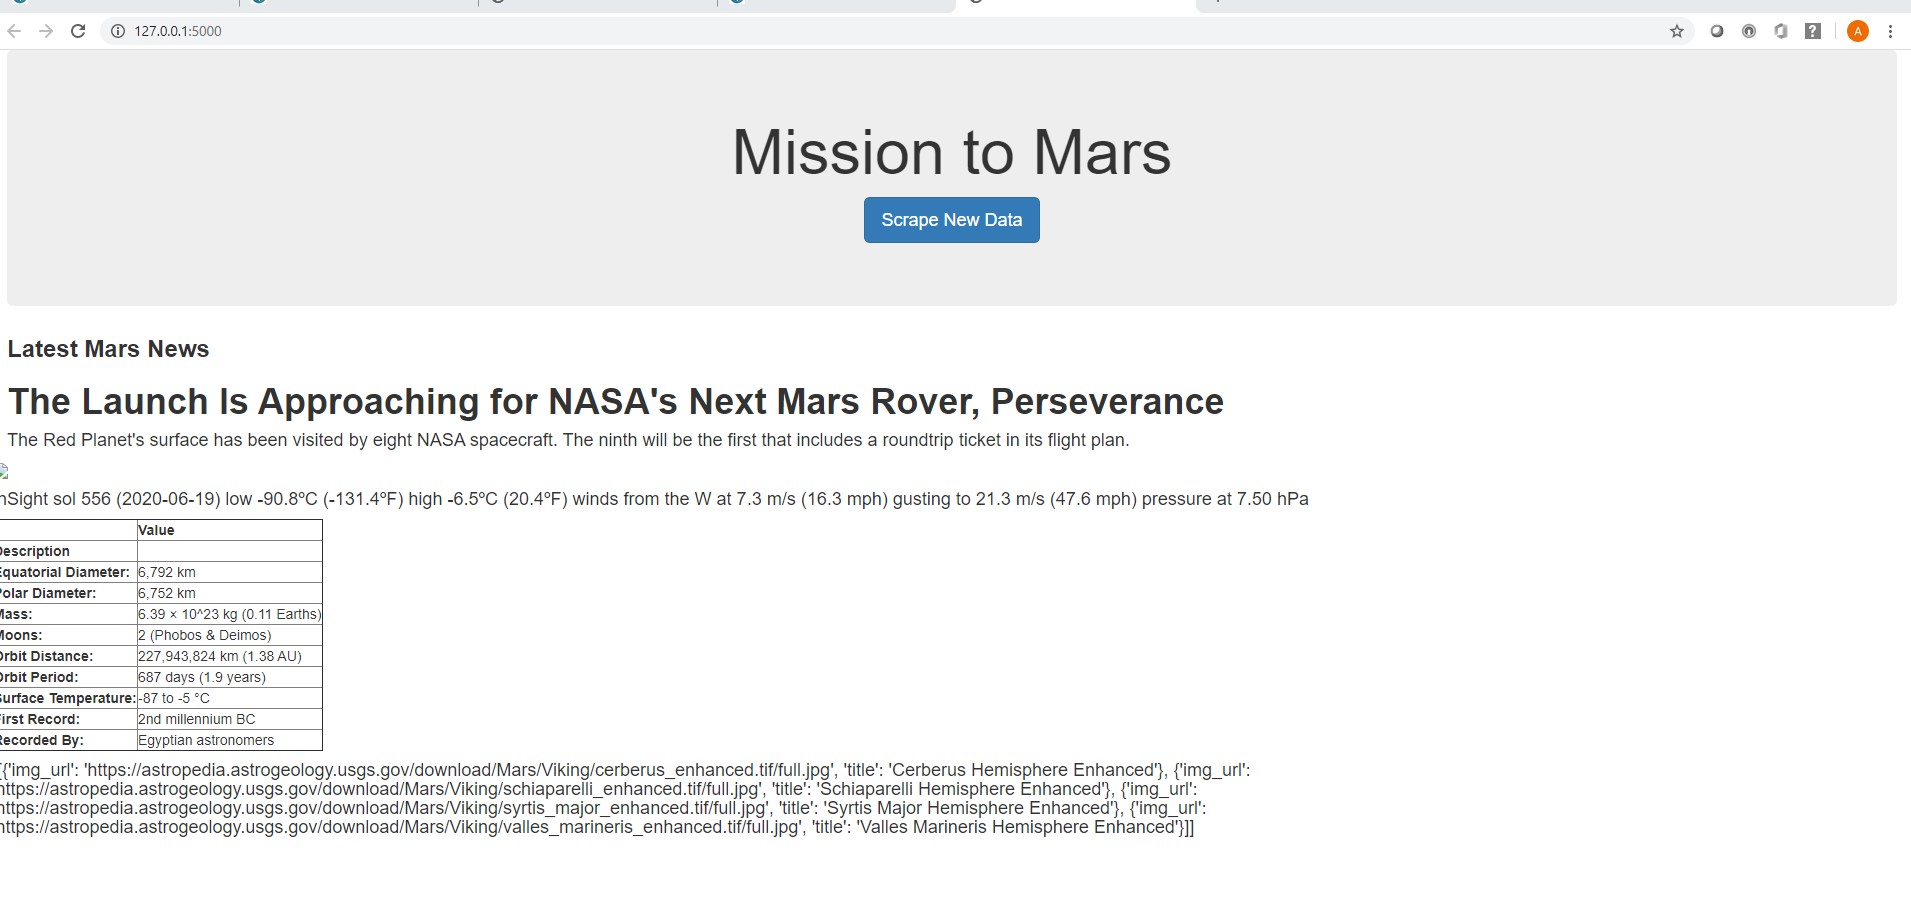 127.0.0.1:5000
A
Mission to Mars
Scrape New Data
Latest Mars News
The Launch Is Approaching for NASA's Next Mars Rover, Perseverance
The Red Planet's surface has been visited by eight NASA spacecraft. The ninth will be the first that includes a roundtrip ticket in its flight plan.
nSight sol 556 (2020-06-19) low -90.8ºC (-131.4ºF) high -6.5ºC (20.4ºF) winds from the W at 7.3 m/s (16.3 mph) gusting to 21.3 m/s (47.6 mph) pressure at 7.50 hPa
Value
Description
Equatorial Diameter: 6,792 km
Polar Diameter: 6,752 km
Mass: 6.39 × 10^23 kg (0.11 Earths)
Moons: 2 (Phobos & Deimos)
Orbit Distance: 227,943,824 km (1.38 AU)
Orbit Period: 687 days (1.9 years)
Surface Temperature: -87 to -5 °C
First Record: 2nd millennium BC
Recorded By: Egyptian astronomers
[{'img_url': 'https://astropedia.astrogeology.usgs.gov/download/Mars/Viking/cerberus_enhanced.tif/full.jpg', 'title': 'Cerberus Hemisphere Enhanced'}, {'img_url':
https://astropedia.astrogeology.usgs.gov/download/Mars/Viking/schiaparelli_enhanced.tif/full.jpg', 'title': 'Schiaparelli Hemisphere Enhanced'}, {'img_url':
https://astropedia.astrogeology.usgs.gov/download/Mars/Viking/syrtis_major_enhanced.tif/full.jpg', 'title': 'Syrtis Major Hemisphere Enhanced'}, {'img_url':
https://astropedia.astrogeology.usgs.gov/download/Mars/Viking/valles_marineris_enhanced.tif/full.jpg', 'title': 'Valles Marineris Hemisphere Enhanced'}]]